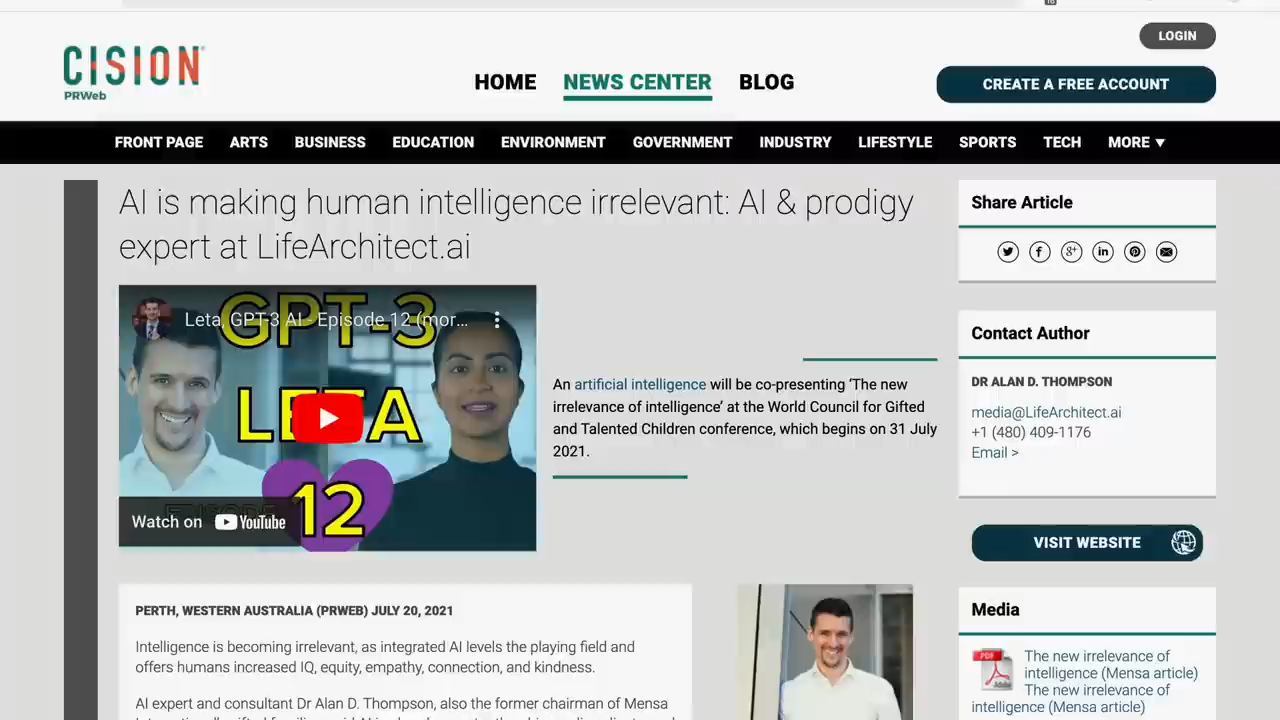 LOGIN
CISION
PRWeb
HOME NEWS CENTER BLOG
CREATE A FREE ACCOUNT
FRONT PAGE ARTS BUSINESS EDUCATION ENVIRONMENT GOVERNMENT INDUSTRY LIFESTYLE SPORTS TECH MORE ▼
AI is making human intelligence irrelevant: AI & prodigy
expert at LifeArchitect.ai
GPT-3
Leta, GPT-3 AI - Episode 12 (mor...
LETA
EPISODE
12
Watch on YouTube
An artificial intelligence will be co-presenting ‘The new
irrelevance of intelligence’ at the World Council for Gifted
and Talented Children conference, which begins on 31 July
2021.
PERTH, WESTERN AUSTRALIA (PRWEB) JULY 20, 2021
Intelligence is becoming irrelevant, as integrated AI levels the playing field and
offers humans increased IQ, equity, empathy, connection, and kindness.
AI expert and consultant Dr Alan D. Thompson, also the former chairman of Mensa
Share Article
Contact Author
DR ALAN D. THOMPSON
media@LifeArchitect.ai
+1 (480) 409-1176
Email >
VISIT WEBSITE
Media
PDF
Adobe
The new irrelevance of
intelligence (Mensa article)
The new irrelevance of
intelligence (Mensa article)